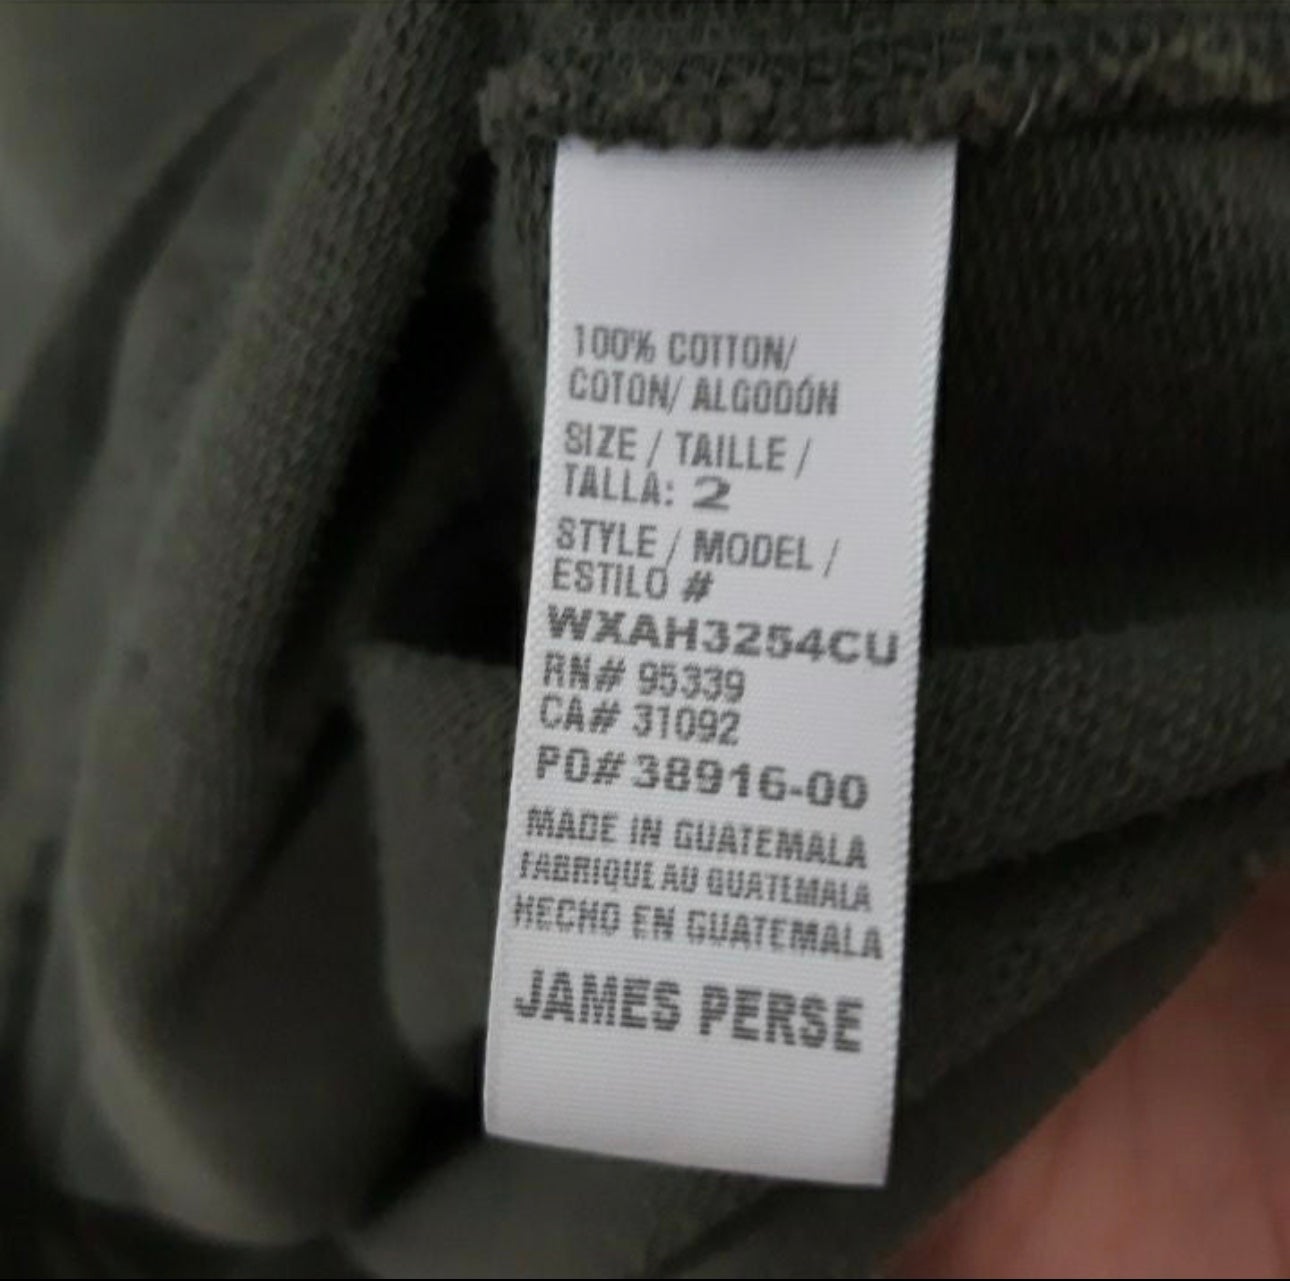 100% COTTON/
COTON/ ALGODÓN
SIZE / TAILLE /
TALLA: 2
STYLE / MODEL /
ESTILO #
WXAH3254CU
RN# 95339
CA# 31092
PO# 38916-00
MADE IN GUATEMALA
FABRIQUE AU GUATEMALA
HECHO EN GUATEMALA
JAMES PERSE